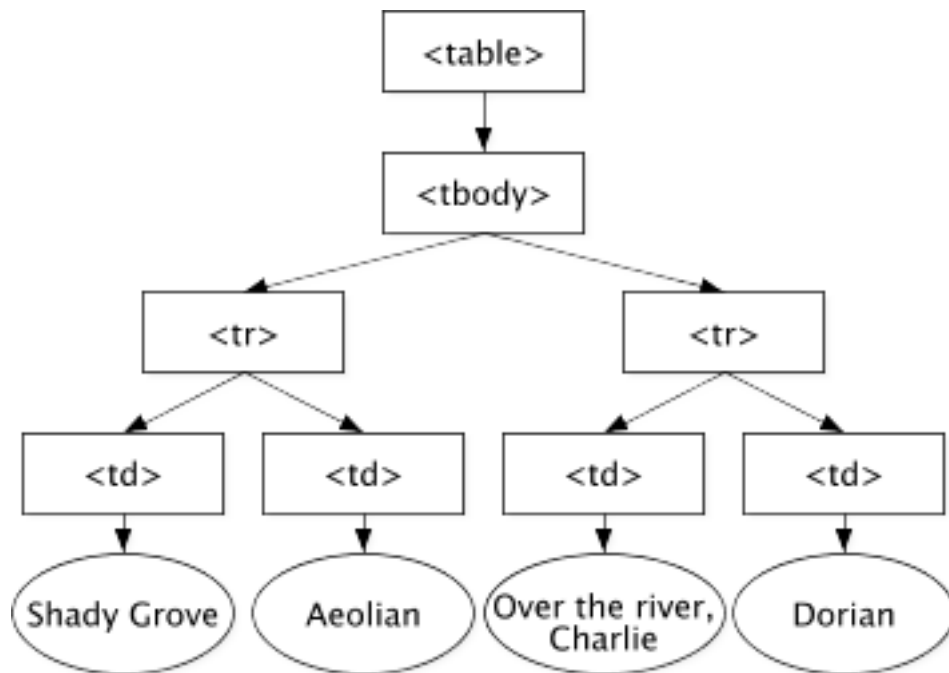 <table>
<tbody>
<tr> <tr>
<td> <td> <td> <td>
Shady Grove Aeolian Over the river, Charlie Dorian